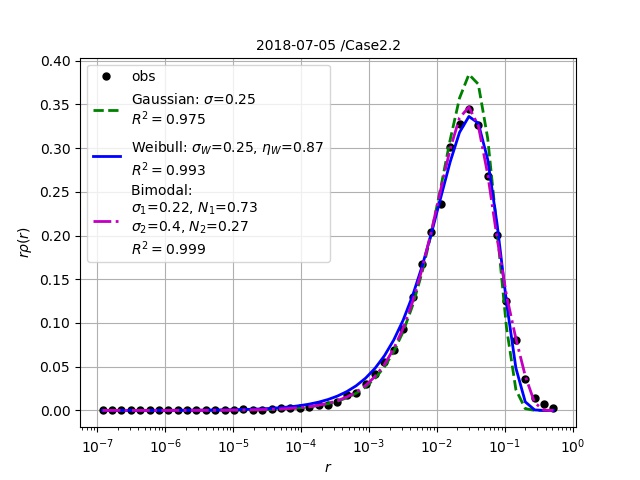 2018-07-05 /Case2.2
0.40
0.35
0.30
0.25
0.20
0.15
0.10
0.05
0.00
rρ(r)
obs
Gaussian: σ=0.25
R² = 0.975
Weibull: σ_W=0.25, η_W=0.87
R² = 0.993
Bimodal:
σ₁=0.22, N₁=0.73
σ₂=0.4, N₂=0.27
R² = 0.999
10⁻⁷ 10⁻⁶ 10⁻⁵ 10⁻⁴ 10⁻³ 10⁻² 10⁻¹ 10⁰
r